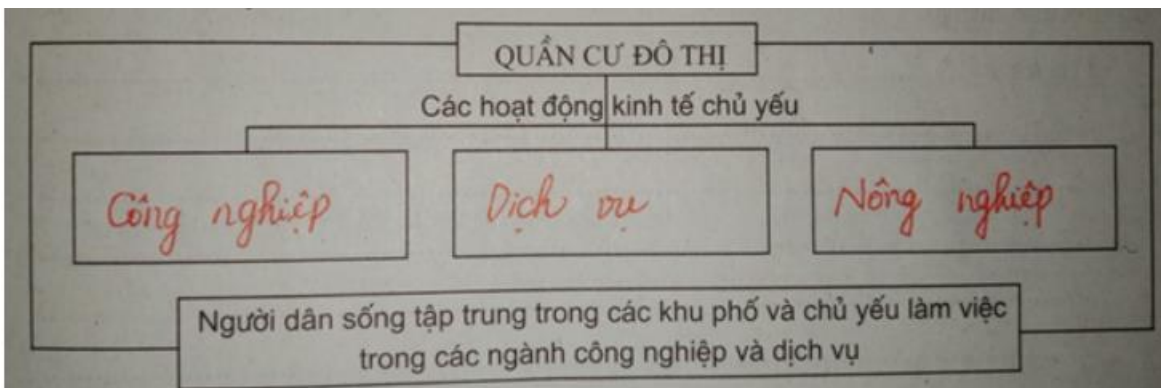 QUẦN CƯ ĐÔ THỊ
Các hoạt động kinh tế chủ yếu
Công nghiệp
Dịch vụ
Nông nghiệp
Người dân sống tập trung trong các khu phố và chủ yếu làm việc
trong các ngành công nghiệp và dịch vụ